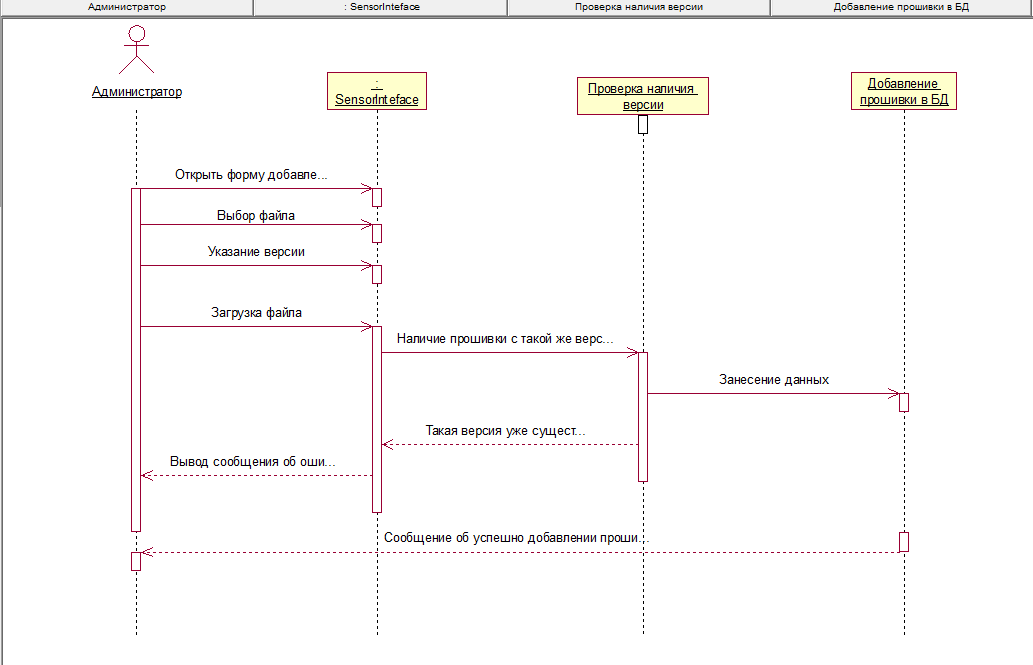 Администратор
: SensorInteface
Проверка наличия версии
Добавление прошивки в БД
Администратор
:
SensorInteface
Проверка наличия
версии
Добавление
прошивки в БД
Открыть форму добавле...
Выбор файла
Указание версии
Загрузка файла
Наличие прошивки с такой же верс...
Занесение данных
Такая версия уже сущест...
Вывод сообщения об оши...
Сообщение об успешно добавлении проши...